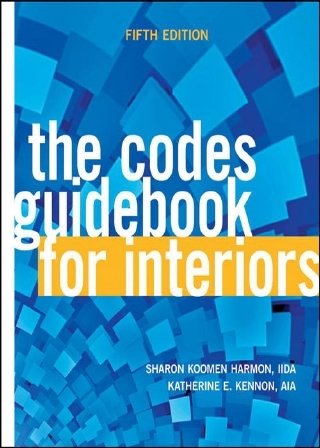 FIFTH EDITION
the codes
guidebook
for interiors
SHARON KOOMEN HARMON, IIDA
KATHERINE E. KENNON, AIA